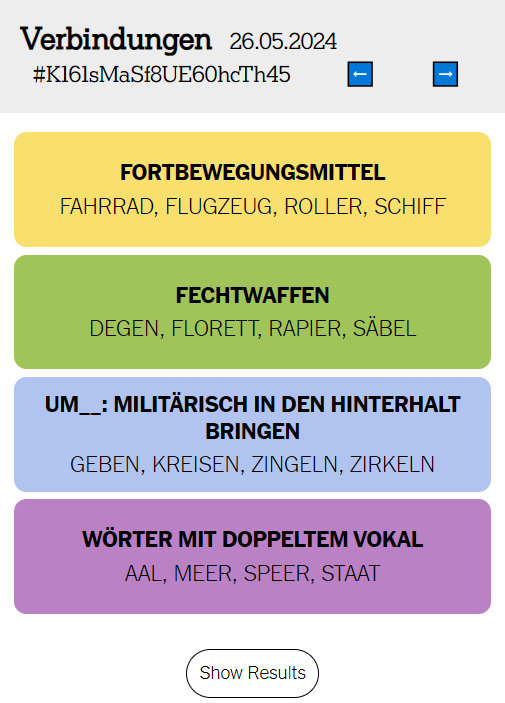 Verbindungen 26.05.2024
#K161sMaSf8UE60hcTh45
FORTBEWEGUNGSMITTEL
FAHRRAD, FLUGZEUG, ROLLER, SCHIFF
FECHTWAFFEN
DEGEN, FLORETT, RAPIER, SÄBEL
UM__: MILITÄRISCH IN DEN HINTERHALT
BRINGEN
GEBEN, KREISEN, ZINGELN, ZIRKELN
WÖRTER MIT DOPPELTEM VOKAL
AAL, MEER, SPEER, STAAT
Show Results